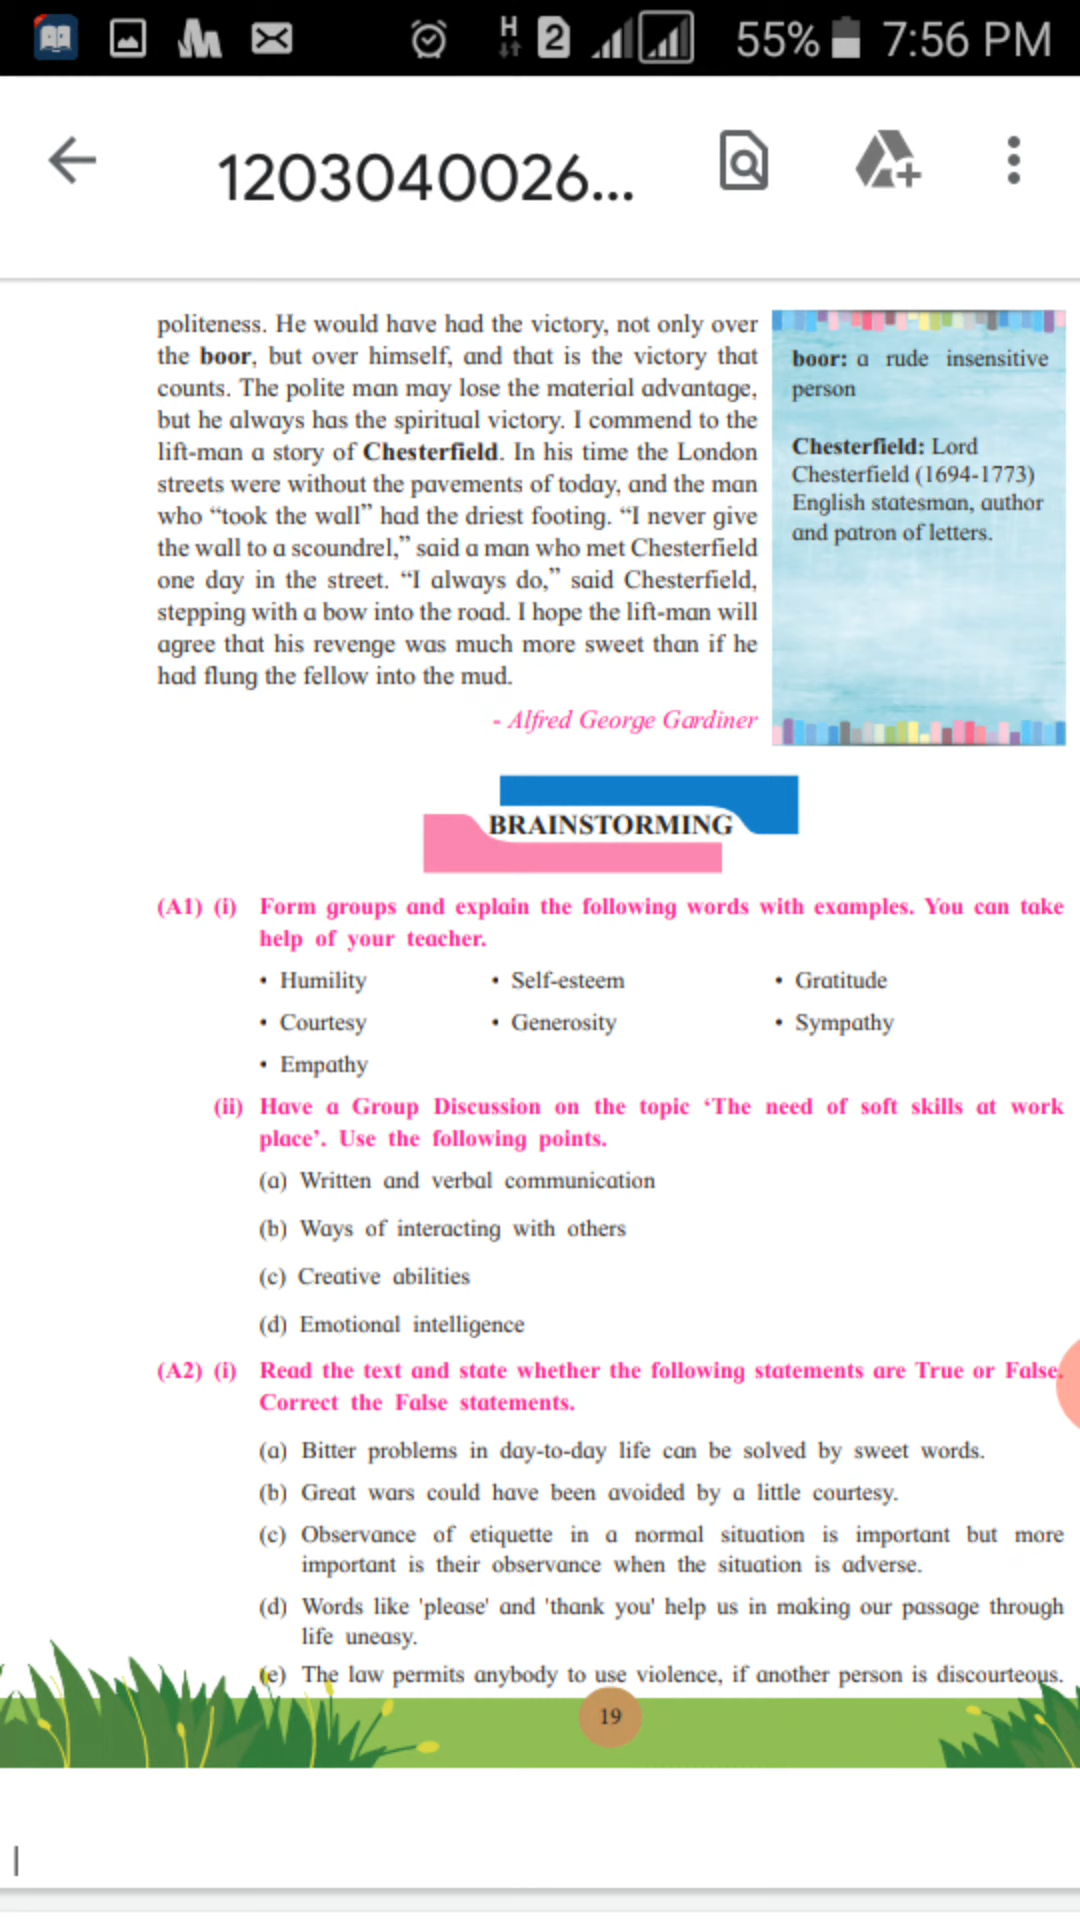 H 2 55% 7:56 PM
1203040026...
politeness. He would have had the victory, not only over
the boor, but over himself, and that is the victory that
counts. The polite man may lose the material advantage,
but he always has the spiritual victory. I commend to the
lift-man a story of Chesterfield. In his time the London
streets were without the pavements of today, and the man
who “took the wall” had the driest footing. “I never give
the wall to a scoundrel,” said a man who met Chesterfield
one day in the street. “I always do,” said Chesterfield,
stepping with a bow into the road. I hope the lift-man will
agree that his revenge was much more sweet than if he
had flung the fellow into the mud.
- Alfred George Gardiner
boor: a rude insensitive
person
Chesterfield: Lord
Chesterfield (1694-1773)
English statesman, author
and patron of letters.
BRAINSTORMING
(A1) (i) Form groups and explain the following words with examples. You can take
help of your teacher.
• Humility • Self-esteem • Gratitude
• Courtesy • Generosity • Sympathy
• Empathy
(ii) Have a Group Discussion on the topic ‘The need of soft skills at work
place’. Use the following points.
(a) Written and verbal communication
(b) Ways of interacting with others
(c) Creative abilities
(d) Emotional intelligence
(A2) (i) Read the text and state whether the following statements are True or False.
Correct the False statements.
(a) Bitter problems in day-to-day life can be solved by sweet words.
(b) Great wars could have been avoided by a little courtesy.
(c) Observance of etiquette in a normal situation is important but more
important is their observance when the situation is adverse.
(d) Words like 'please' and 'thank you' help us in making our passage through
life uneasy.
(e) The law permits anybody to use violence, if another person is discourteous.
19